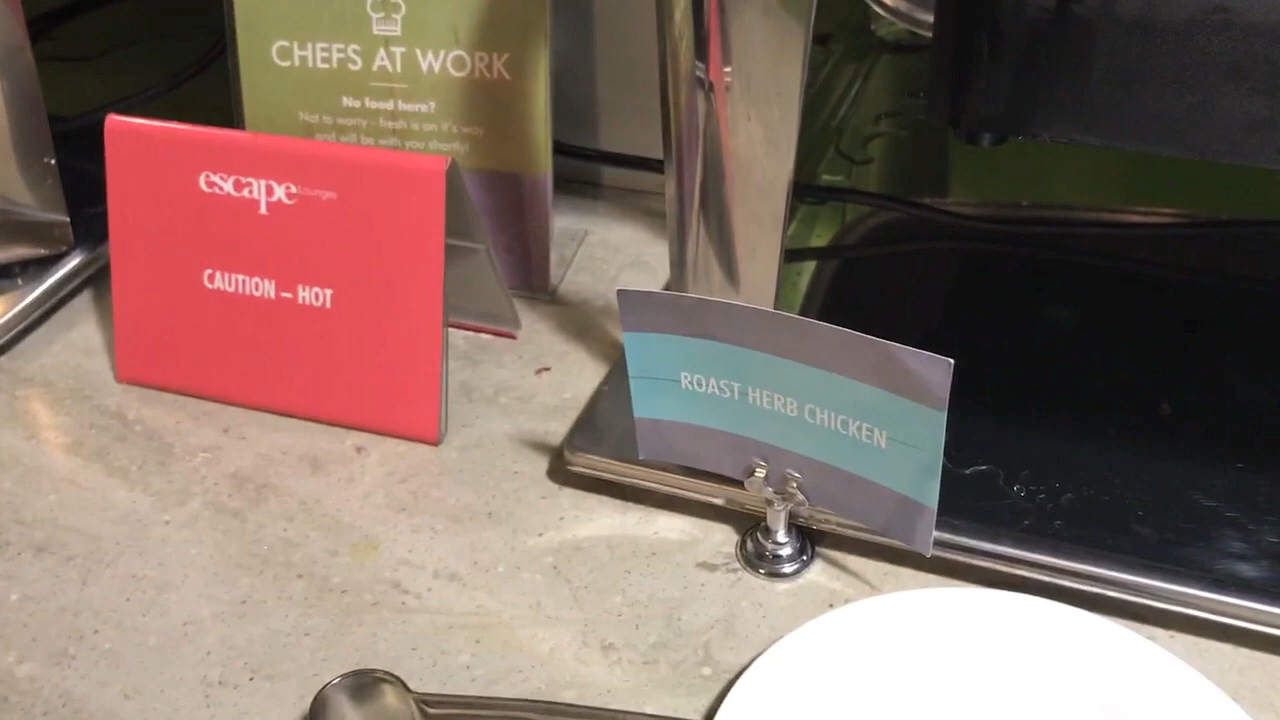 CHEFS AT WORK
No food here?
Not to worry - fresh is on it's way
and will be with you shortly!
escape Lounges
CAUTION – HOT
ROAST HERB CHICKEN